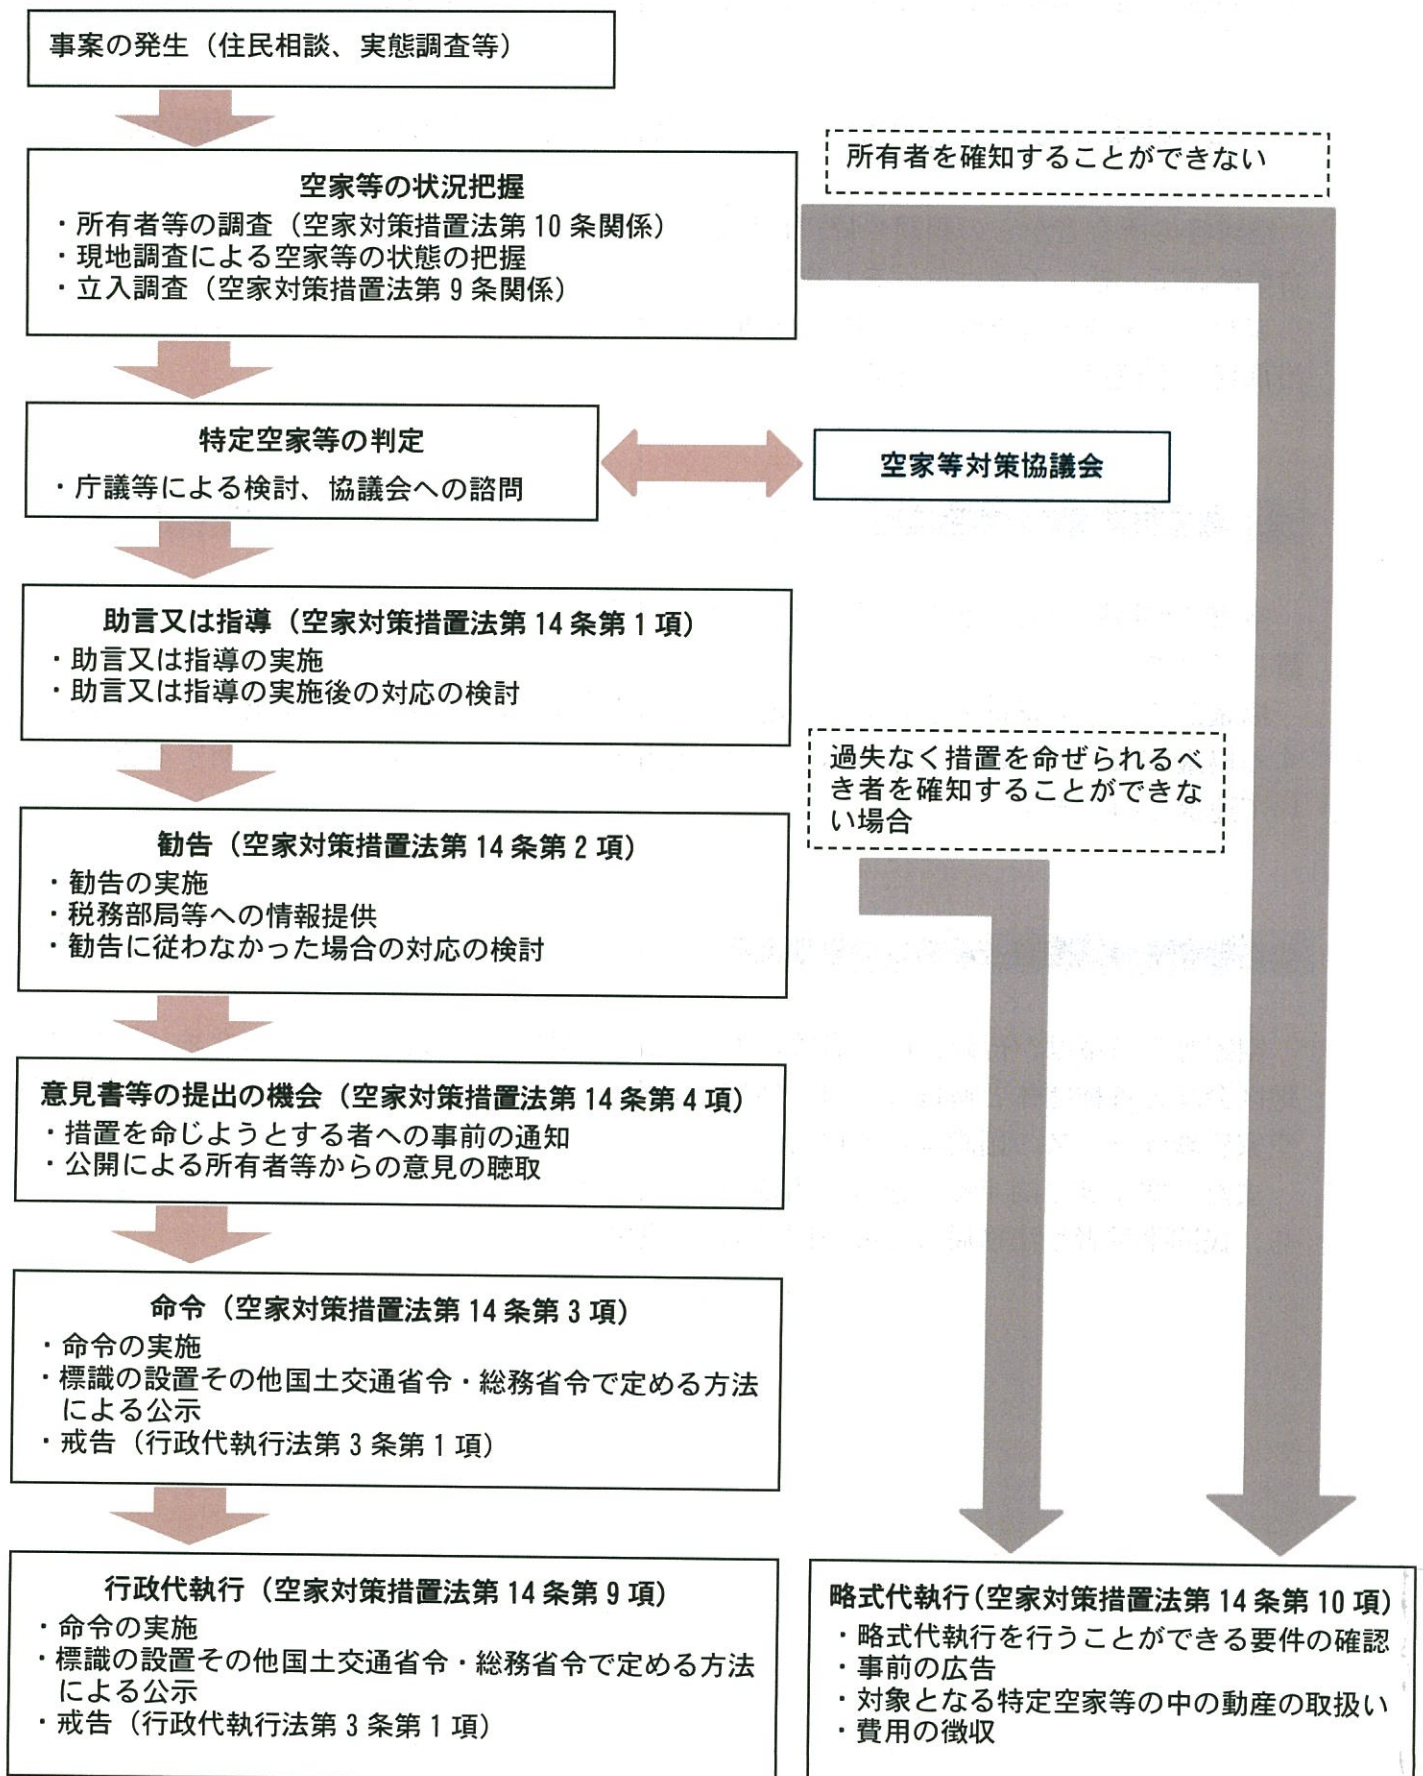 事案の発生（住民相談、実態調査等）
所有者を確知することができない
空家等の状況把握
・所有者等の調査（空家対策措置法第 10 条関係）
・現地調査による空家等の状態の把握
・立入調査（空家対策措置法第 9 条関係）
特定空家等の判定
・庁議等による検討、協議会への諮問
空家等対策協議会
助言又は指導（空家対策措置法第 14 条第 1 項）
・助言又は指導の実施
・助言又は指導の実施後の対応の検討
過失なく措置を命ぜられるべ
き者を確知することができな
い場合
勧告（空家対策措置法第 14 条第 2 項）
・勧告の実施
・税務部局等への情報提供
・勧告に従わなかった場合の対応の検討
意見書等の提出の機会（空家対策措置法第 14 条第 4 項）
・措置を命じようとする者への事前の通知
・公開による所有者等からの意見の聴取
命令（空家対策措置法第 14 条第 3 項）
・命令の実施
・標識の設置その他国土交通省令・総務省令で定める方法
による公示
・戒告（行政代執行法第 3 条第 1 項）
行政代執行（空家対策措置法第 14 条第 9 項）
・命令の実施
・標識の設置その他国土交通省令・総務省令で定める方法
による公示
・戒告（行政代執行法第 3 条第 1 項）
略式代執行(空家対策措置法第 14 条第 10 項)
・略式代執行を行うことができる要件の確認
・事前の広告
・対象となる特定空家等の中の動産の取扱い
・費用の徴収